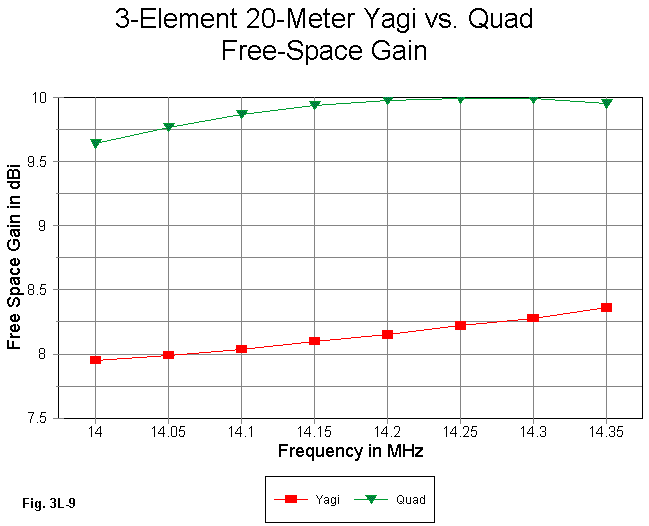 3-Element 20-Meter Yagi vs. Quad
Free-Space Gain
Free Space Gain in dBi
10
9.5
9
8.5
8
7.5
14 14.05 14.1 14.15 14.2 14.25 14.3 14.35
Frequency in MHz
Fig. 3L-9
Yagi Quad